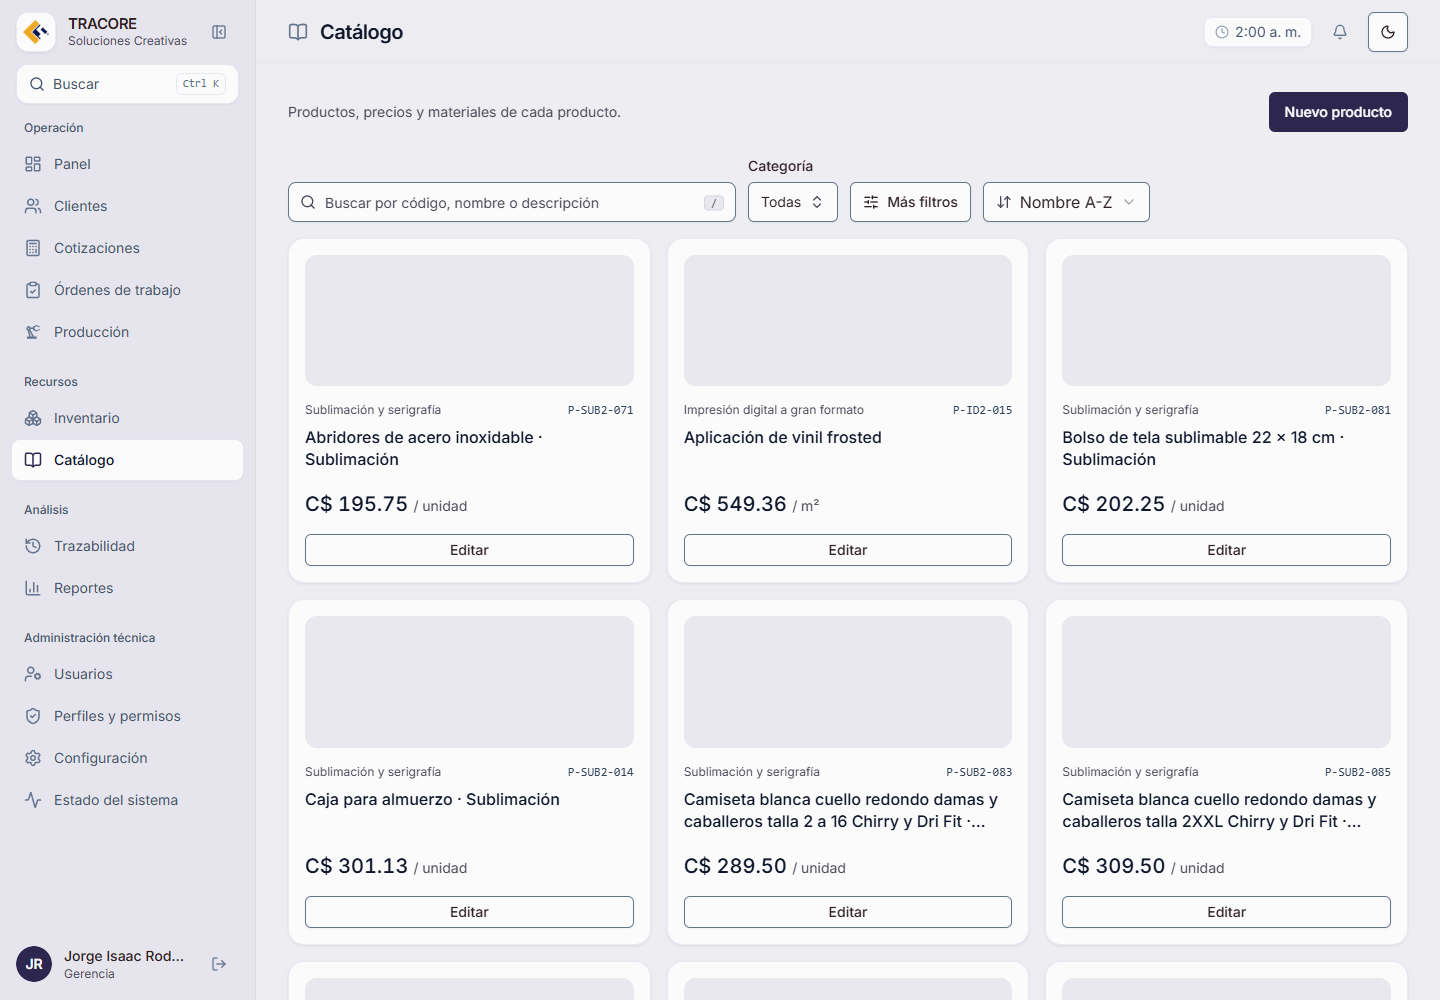 TRACORE
Soluciones Creativas
Buscar
Ctrl K
Operación
Panel
Clientes
Cotizaciones
Órdenes de trabajo
Producción
Recursos
Inventario
Catálogo
Análisis
Trazabilidad
Reportes
Administración técnica
Usuarios
Perfiles y permisos
Configuración
Estado del sistema
JR
Jorge Isaac Rod...
Gerencia
Catálogo
2:00 a. m.
Productos, precios y materiales de cada producto.
Nuevo producto
Categoría
Buscar por código, nombre o descripción
/
Todas
Más filtros
Nombre A-Z
Sublimación y serigrafía
P-SUB2-071
Abridores de acero inoxidable ·
Sublimación
C$ 195.75 / unidad
Editar
Impresión digital a gran formato
P-ID2-015
Aplicación de vinil frosted
C$ 549.36 / m²
Editar
Sublimación y serigrafía
P-SUB2-081
Bolso de tela sublimable 22 × 18 cm ·
Sublimación
C$ 202.25 / unidad
Editar
Sublimación y serigrafía
P-SUB2-014
Caja para almuerzo · Sublimación
C$ 301.13 / unidad
Editar
Sublimación y serigrafía
P-SUB2-083
Camiseta blanca cuello redondo damas y
caballeros talla 2 a 16 Chirry y Dri Fit ·...
C$ 289.50 / unidad
Editar
Sublimación y serigrafía
P-SUB2-085
Camiseta blanca cuello redondo damas y
caballeros talla 2XXL Chirry y Dri Fit ·...
C$ 309.50 / unidad
Editar